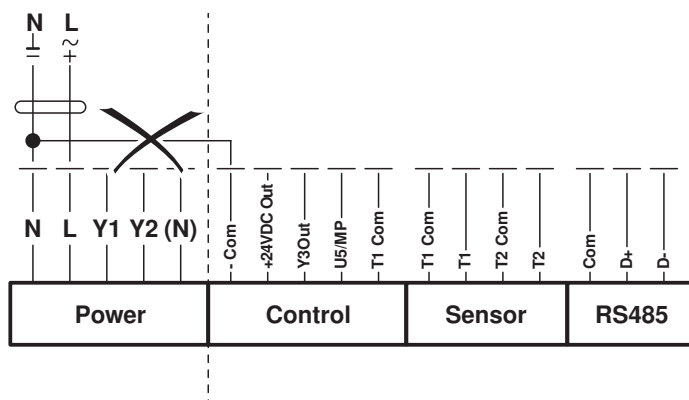 N L
N L Y1 Y2 (N) - Com +24VDC Out Y3Out U5/MP T1 Com T1 Com T1 T2 Com T2 Com D+ D-
Power Control Sensor RS485